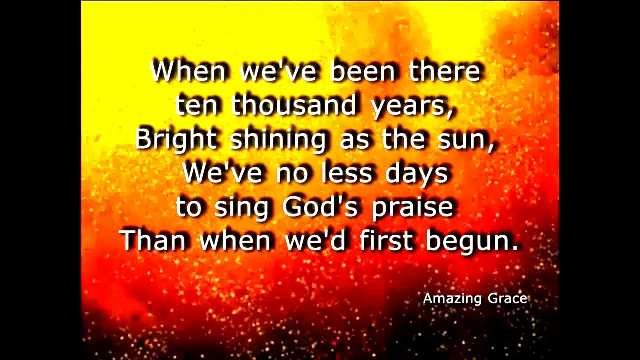 When we've been there
ten thousand years,
Bright shining as the sun,
We've no less days
to sing God's praise
Than when we'd first begun.
Amazing Grace